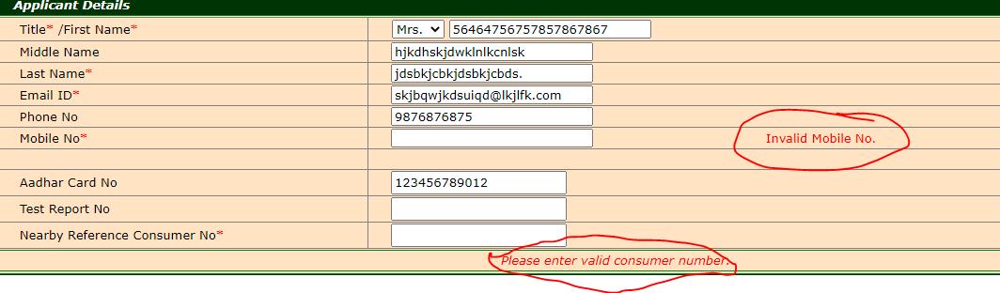 Applicant Details
Title* /First Name* Mrs. 56464756757857867867
Middle Name hjkdhskjdwklnlkcnlsk
Last Name* jdsbkjcbkjdsbkjcbds.
Email ID* skjbqwjkdsuiqd@lkjlfk.com
Phone No 9876876875
Mobile No* Invalid Mobile No.
Aadhar Card No 123456789012
Test Report No
Nearby Reference Consumer No*
Please enter valid consumer number.